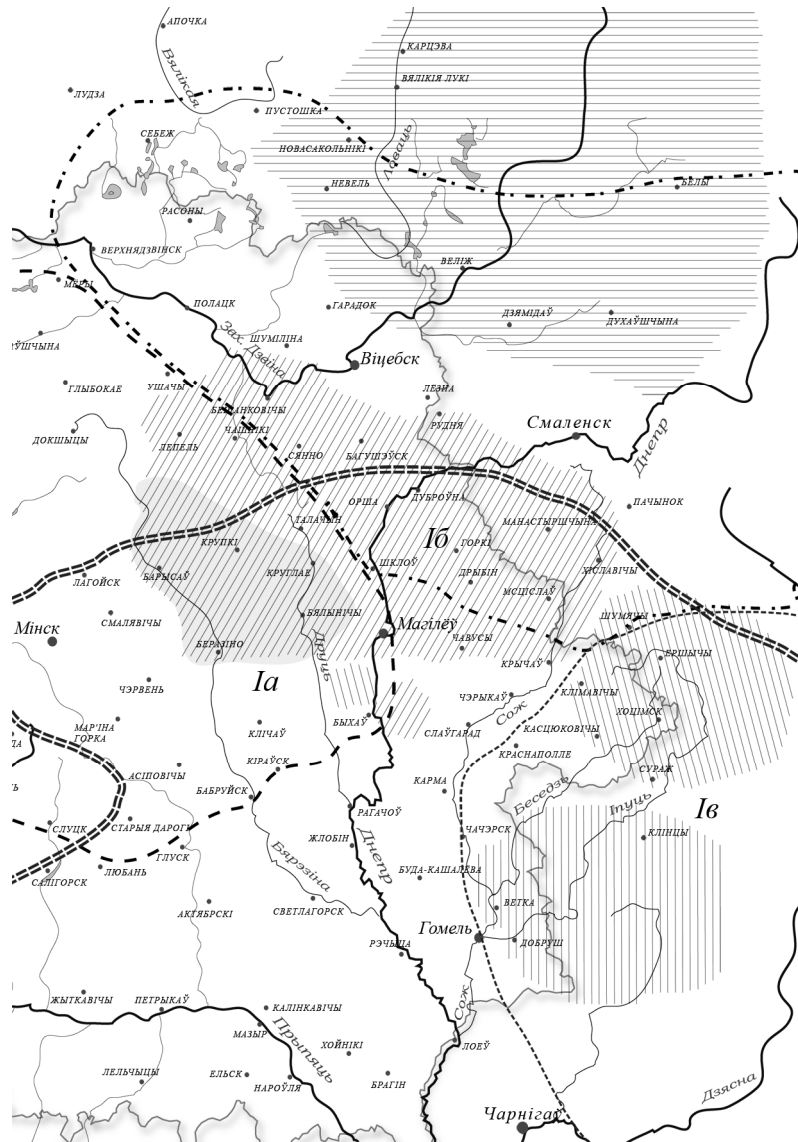 АПОЧКА
Вялікая
КАРЦЭВА
ВЯЛІКІЯ ЛУКІ
ЛУДЗА
ПУСТОШКА
СЕБЕЖ
НОВАСАКОЛЬНІКІ
Ловаць
НЕВЕЛЬ
БЕЛЫ
РАСОНЫ
ВЕРХНЯДЗВІНСК
ВЕЛІЖ
МЁРЫ
ПОЛАЦК
ГАРАДОК
ДЗЯМІДАЎ
ДУХАЎШЧЫНА
ЎШЧЫНА
Зах. Дзвіна
ШУМІЛІНА
Віцебск
ГЛЫБОКАЕ
УШАЧЫ
ЛЕЗНА
БЕШАНКОВІЧЫ
РУДНЯ
Смаленск
ДОКШЫЦЫ
ЛЕПЕЛЬ
ЧАШНІКІ
СЯННО
БАГУШЭЎСК
Днепр
ОРША
ДУБРОЎНА
ПАЧЫНОК
ТАЛАЧЫН
МАНАСТЫРШЧЫНА
КРУПКІ
Іб
ГОРКІ
ЛАГОЙСК
БАРЫСАЎ
КРУГЛАЕ
ШКЛОЎ
ДРЫБІН
ХІСЛАВІЧЫ
МСЦІСЛАЎ
СМАЛЯВІЧЫ
БЯЛЫНІЧЫ
ШУМЯЧЫ
Мінск
Магілёў
БЕРАЗІНО
Друць
ЧАВУСЫ
ЕРШЫЧЫ
КРЫЧАЎ
Іа
ЧЭРВЕНЬ
ЧЭРЫКАЎ
КЛІМАВІЧЫ
Сож
ХОЦІМСК
МАР'ІНА
ГОРКА
КЛІЧАЎ
БЫХАЎ
СЛАЎГАРАД
КАСЦЮКОВІЧЫ
ДА
КРАСНАПОЛЛЕ
КІРАЎСК
АСІПОВІЧЫ
СУРАЖ
Ь
БАБРУЙСК
КАРМА
Беседзь
Іпуць
Ів
РАГАЧОЎ
СЛУЦК
СТАРЫЯ ДАРОГІ
ЖЛОБІН
Днепр
ЧАЧЭРСК
КЛІНЦЫ
ГЛУСК
ЛЮБАНЬ
Бярэзіна
БУДА-КАШАЛЁВА
САЛІГОРСК
АКТЯБРСКІ
СВЕТЛАГОРСК
ВЕТКА
Гомель
РЭЧЫЦА
ДОБРУШ
ЖЫТКАВІЧЫ
ПЕТРЫКАЎ
КАЛІНКАВІЧЫ
Сож
МАЗЫР
Прыпяць
ХОЙНІКІ
ЛОЕЎ
ЛЕЛЬЧЫЦЫ
ЕЛЬСК
НАРОЎЛЯ
БРАГІН
Дзясна
Чарнігаў